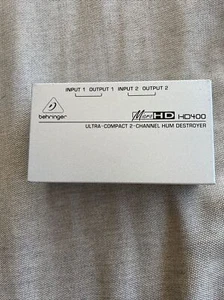 INPUT 1 OUTPUT 1 INPUT 2 OUTPUT 2
behringer
MicroHD HD400
ULTRA-COMPACT 2-CHANNEL HUM DESTROYER